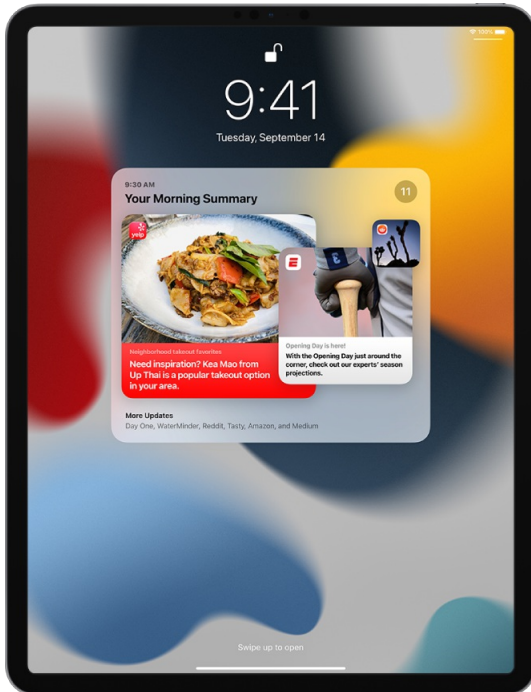 100%
9:41
Tuesday, September 14
9:30 AM
Your Morning Summary
11
yelp
E
Neighborhood takeout favorites
Need inspiration? Kea Mao from
Up Thai is a popular takeout option
in your area.
Opening Day is here!
With the Opening Day just around the
corner, check out our experts' season
projections.
More Updates
Day One, WaterMinder, Reddit, Tasty, Amazon, and Medium
Swipe up to open